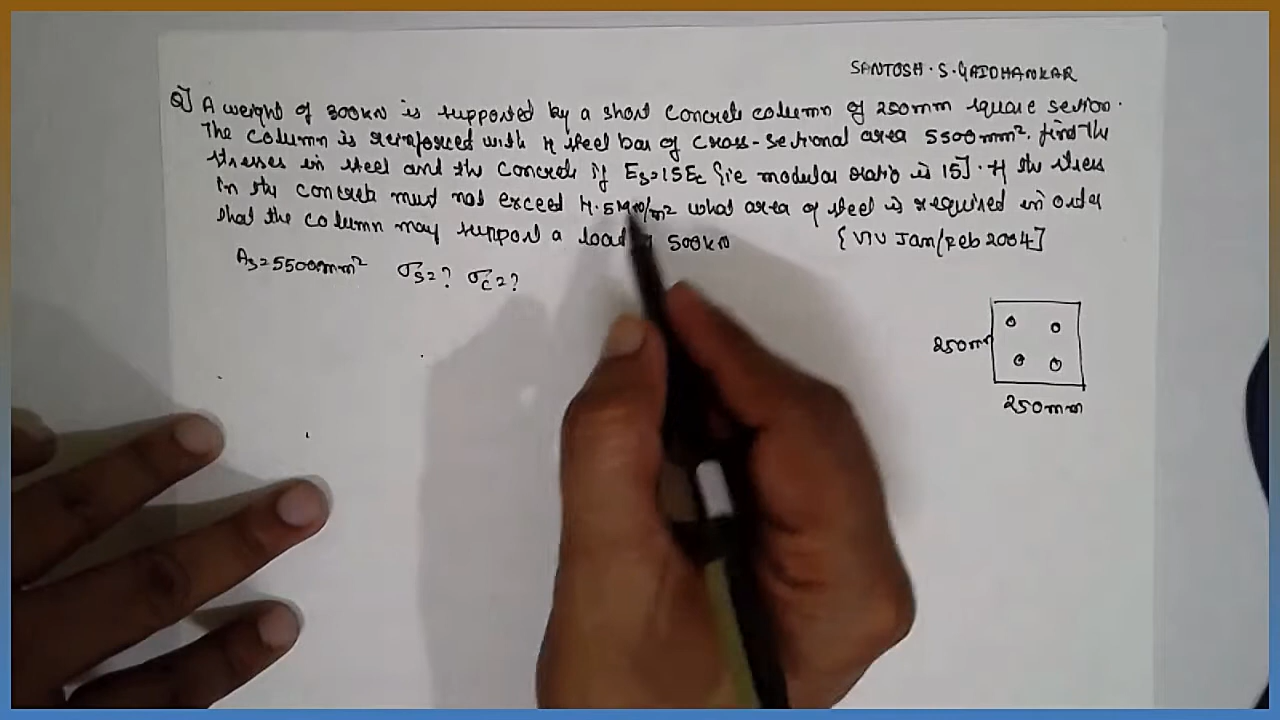 SANTOSH.S.GAIDHANKAR
Q] A weight of 300kN is supported by a short concrete column of 250mm square section.
The column is reinforced with 4 steel bar of cross-sectional area 5500mm². find the
stresses in steel and the concrete if Es=15Ec {ie modular ratio is 15]. If the stress
in the concrete must not exceed 4.5MN/m² what area of steel is required in order
that the column may support a load 500kN {VTU Jan/Feb 2004]
As=5500mm² σs=? σc=?
250mm
250mm